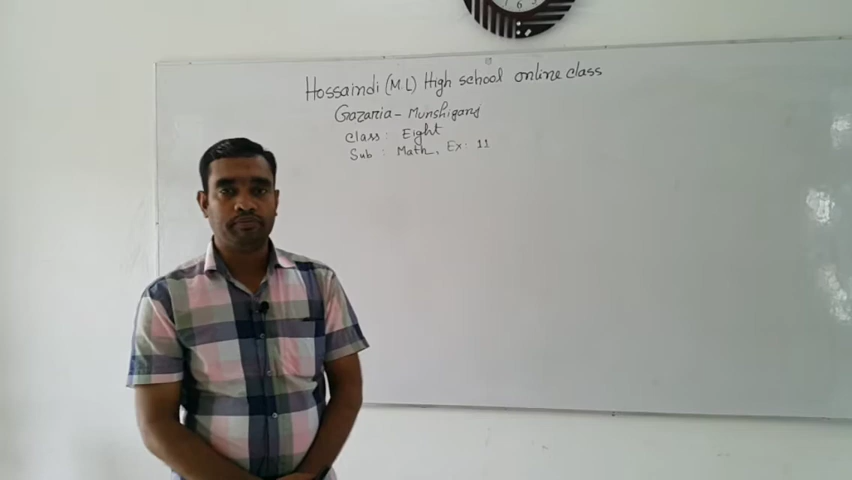 Hossaindi (M.L) High school online class
Gazaria - Munshiganj
Class : Eight
Sub : Math, Ex: 11